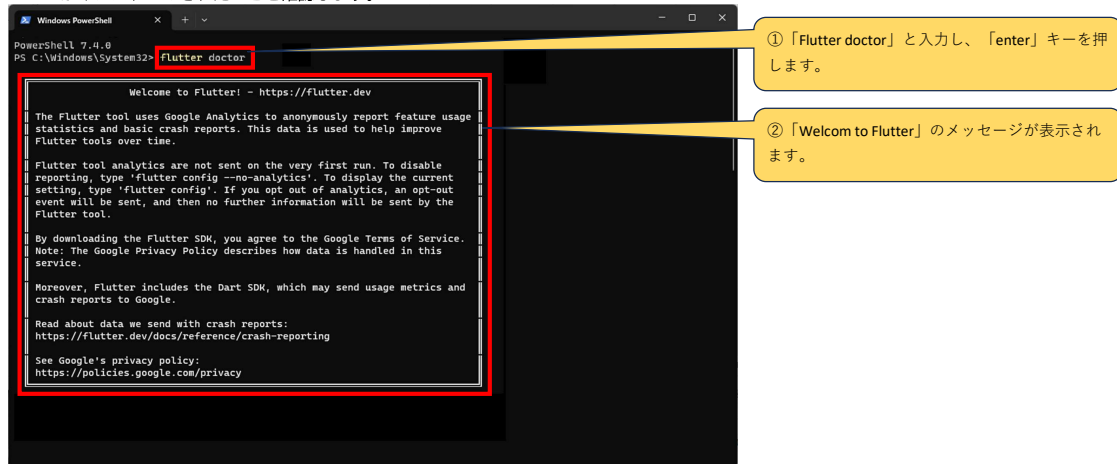 Windows PowerShell
PowerShell 7.4.0
PS C:\Windows\System32> flutter doctor
Welcome to Flutter! - https://flutter.dev
The Flutter tool uses Google Analytics to anonymously report feature usage
statistics and basic crash reports. This data is used to help improve
Flutter tools over time.
Flutter tool analytics are not sent on the very first run. To disable
reporting, type 'flutter config --no-analytics'. To display the current
setting, type 'flutter config'. If you opt out of analytics, an opt-out
event will be sent, and then no further information will be sent by the
Flutter tool.
By downloading the Flutter SDK, you agree to the Google Terms of Service.
Note: The Google Privacy Policy describes how data is handled in this
service.
Moreover, Flutter includes the Dart SDK, which may send usage metrics and
crash reports to Google.
Read about data we send with crash reports:
https://flutter.dev/docs/reference/crash-reporting
See Google's privacy policy:
https://policies.google.com/privacy
①「Flutter doctor」と入力し、「enter」キーを押
します。
②「Welcom to Flutter」のメッセージが表示され
ます。